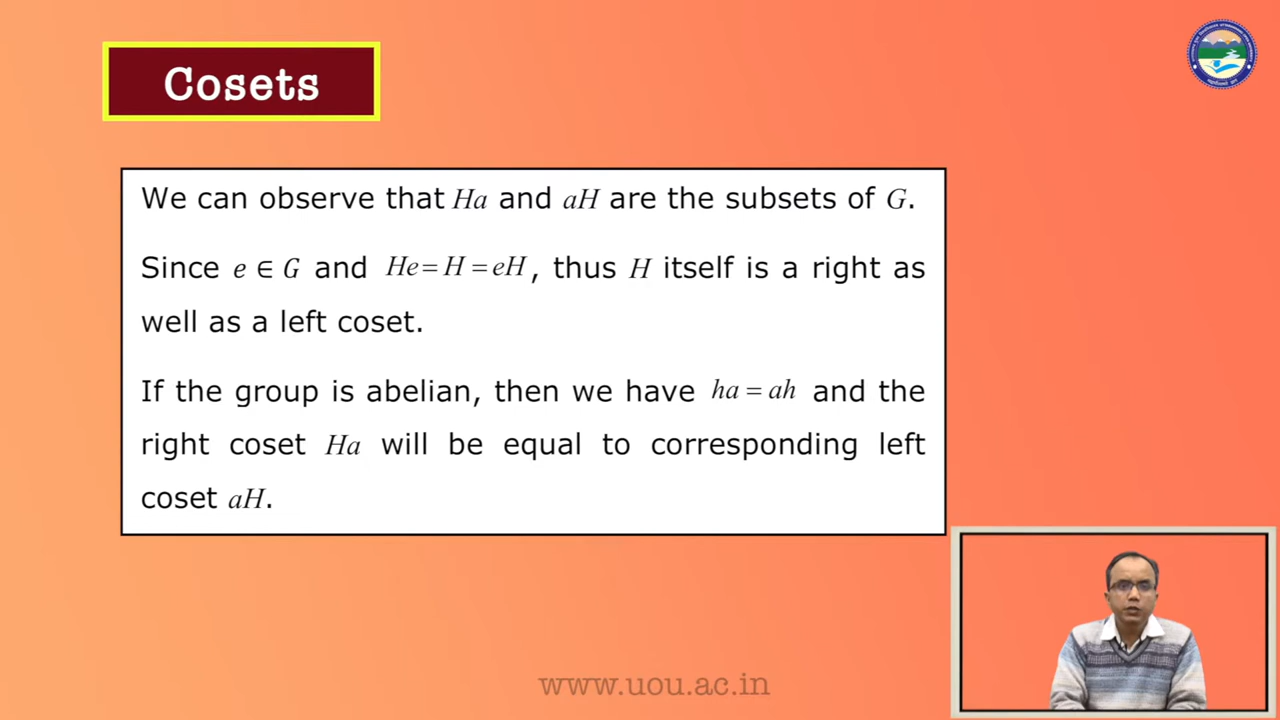 Cosets
We can observe that Ha and aH are the subsets of G.
Since e ∈ G and He = H = eH, thus H itself is a right as
well as a left coset.
If the group is abelian, then we have ha = ah and the
right coset Ha will be equal to corresponding left
coset aH.
www.uou.ac.in